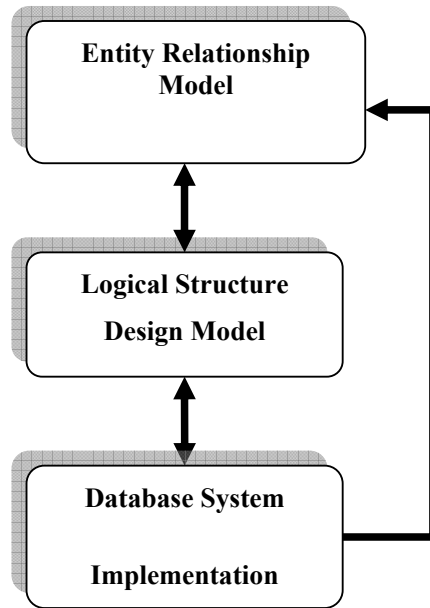 Entity Relationship
Model
Logical Structure
Design Model
Database System
Implementation